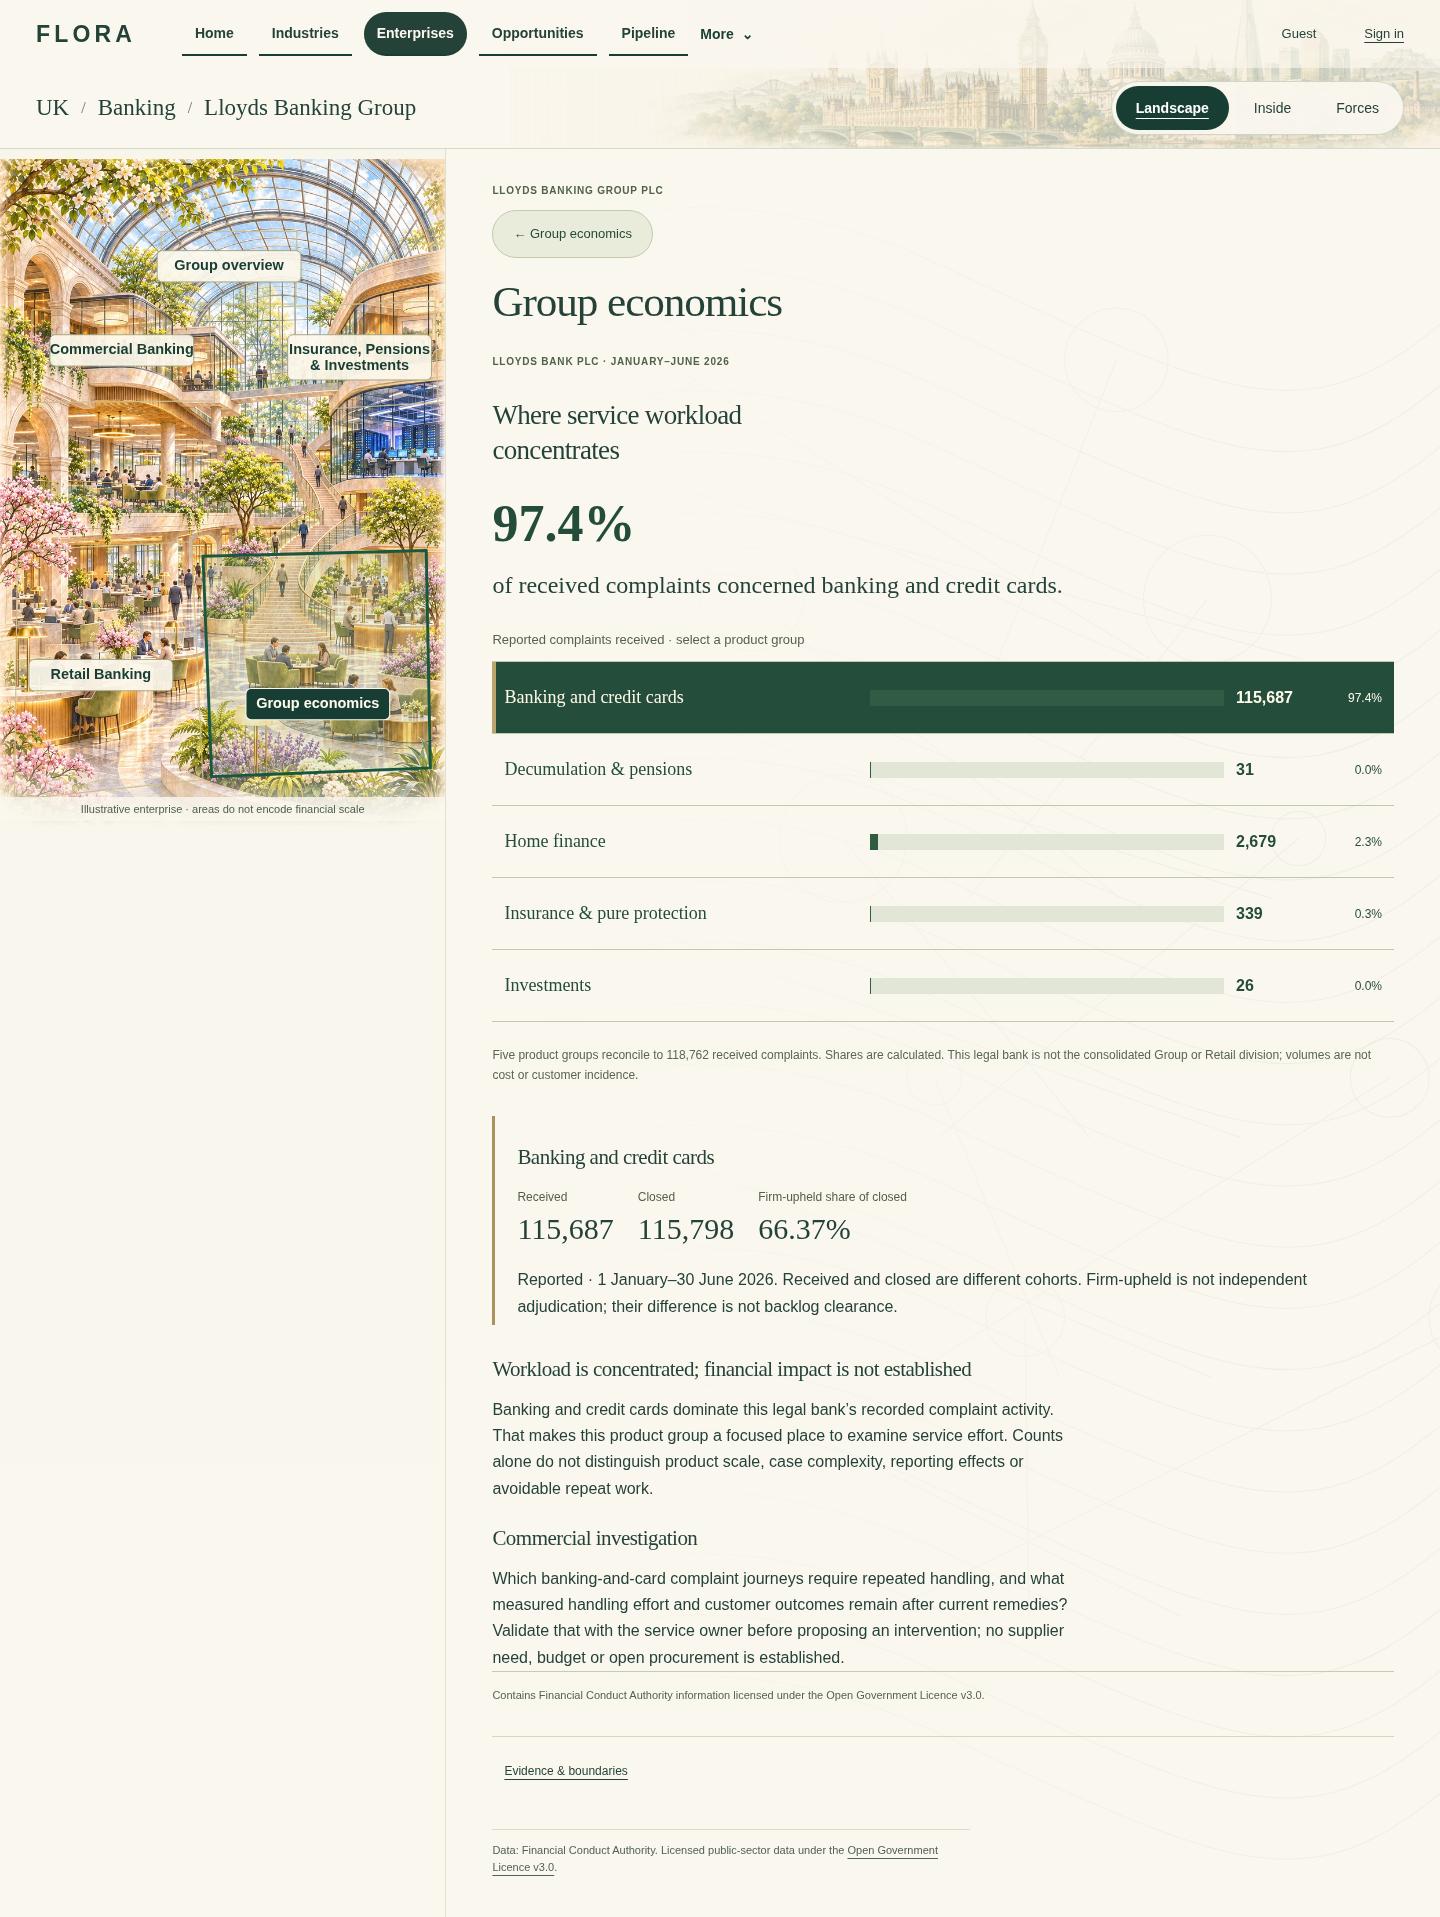 FLORA
Home
Industries
Enterprises
Opportunities
Pipeline
More
Guest
Sign in
UK / Banking / Lloyds Banking Group
Landscape
Inside
Forces
Group overview
Commercial Banking
Insurance, Pensions
& Investments
Retail Banking
Group economics
Illustrative enterprise · areas do not encode financial scale
LLOYDS BANKING GROUP PLC
← Group economics
Group economics
LLOYDS BANK PLC · JANUARY–JUNE 2026
Where service workload
concentrates
97.4%
of received complaints concerned banking and credit cards.
Reported complaints received · select a product group
Banking and credit cards 115,687 97.4%
Decumulation & pensions 31 0.0%
Home finance 2,679 2.3%
Insurance & pure protection 339 0.3%
Investments 26 0.0%
Five product groups reconcile to 118,762 received complaints. Shares are calculated. This legal bank is not the consolidated Group or Retail division; volumes are not
cost or customer incidence.
Banking and credit cards
Received Closed Firm-upheld share of closed
115,687 115,798 66.37%
Reported · 1 January–30 June 2026. Received and closed are different cohorts. Firm-upheld is not independent
adjudication; their difference is not backlog clearance.
Workload is concentrated; financial impact is not established
Banking and credit cards dominate this legal bank’s recorded complaint activity.
That makes this product group a focused place to examine service effort. Counts
alone do not distinguish product scale, case complexity, reporting effects or
avoidable repeat work.
Commercial investigation
Which banking-and-card complaint journeys require repeated handling, and what
measured handling effort and customer outcomes remain after current remedies?
Validate that with the service owner before proposing an intervention; no supplier
need, budget or open procurement is established.
Contains Financial Conduct Authority information licensed under the Open Government Licence v3.0.
Evidence & boundaries
Data: Financial Conduct Authority. Licensed public-sector data under the Open Government
Licence v3.0.